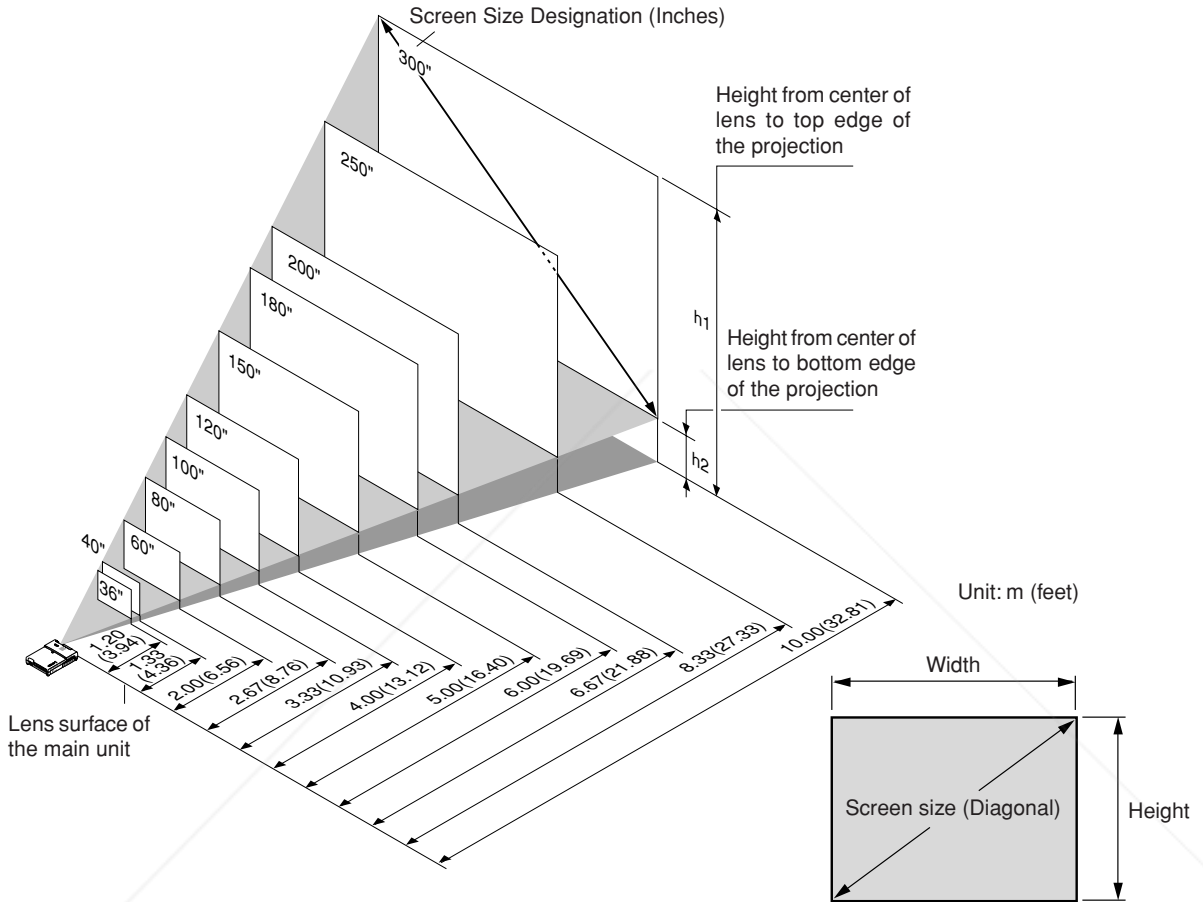 Screen Size Designation (Inches)
300"
Height from center of
lens to top edge of
the projection
250"
200"
180"
h1
Height from center of
lens to bottom edge
of the projection
150"
120"
100"
h2
80"
40"
60"
36"
Unit: m (feet)
1.20
(3.94)
1.33
(4.36)
2.00(6.56)
2.67(8.76)
3.33(10.93)
4.00(13.12)
5.00(16.40)
6.00(19.69)
6.67(21.88)
8.33(27.33)
10.00(32.81)
Lens surface of
the main unit
Width
Screen size (Diagonal)
Height